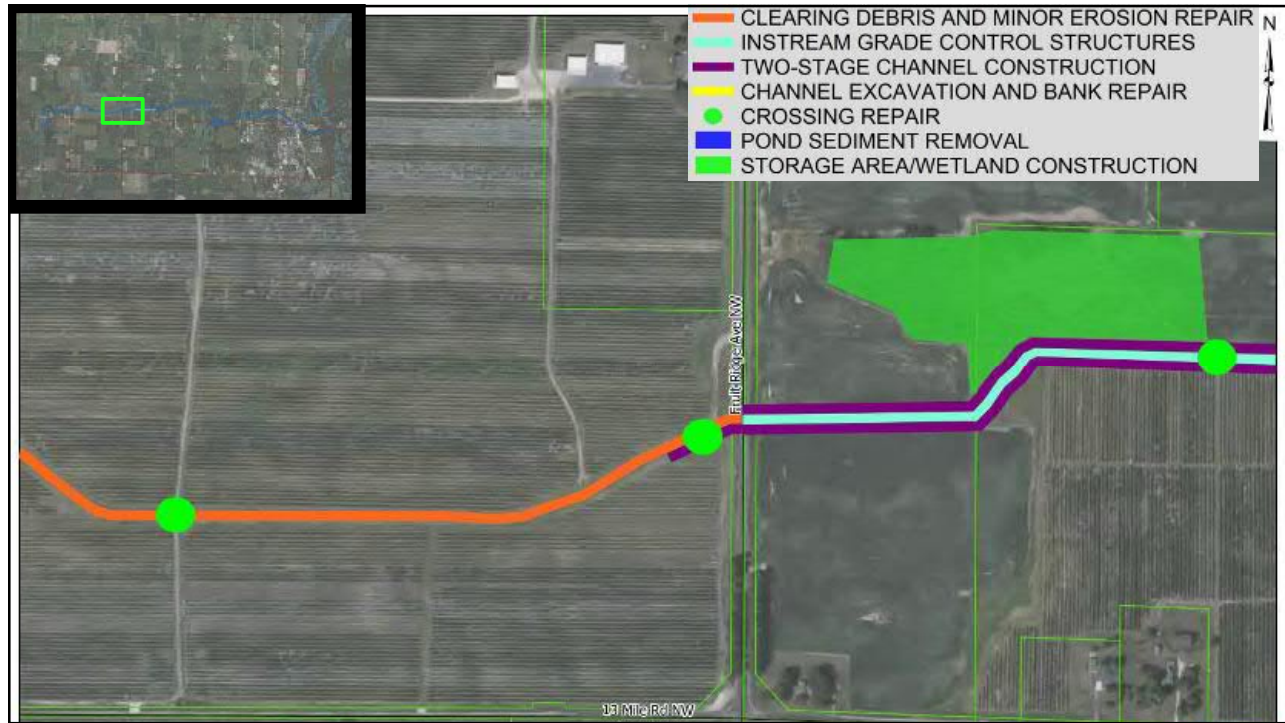 CLEARING DEBRIS AND MINOR EROSION REPAIR
N
INSTREAM GRADE CONTROL STRUCTURES
TWO-STAGE CHANNEL CONSTRUCTION
CHANNEL EXCAVATION AND BANK REPAIR
CROSSING REPAIR
POND SEDIMENT REMOVAL
STORAGE AREA/WETLAND CONSTRUCTION
Fruit Ridge Ave NW
13 Mile Rd NW